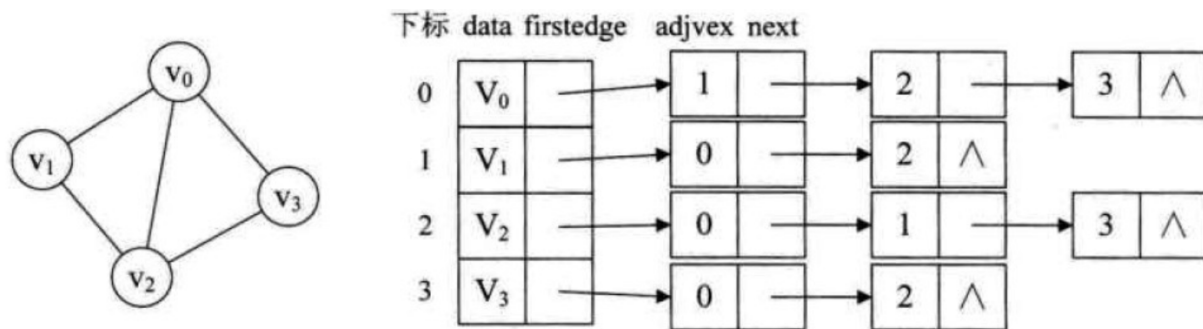 下标 data firstedge adjvex next
v₀
v₁
v₃
v₂
0 V₀ 1 2 3 ∧
1 V₁ 0 2 ∧
2 V₂ 0 1 3 ∧
3 V₃ 0 2 ∧